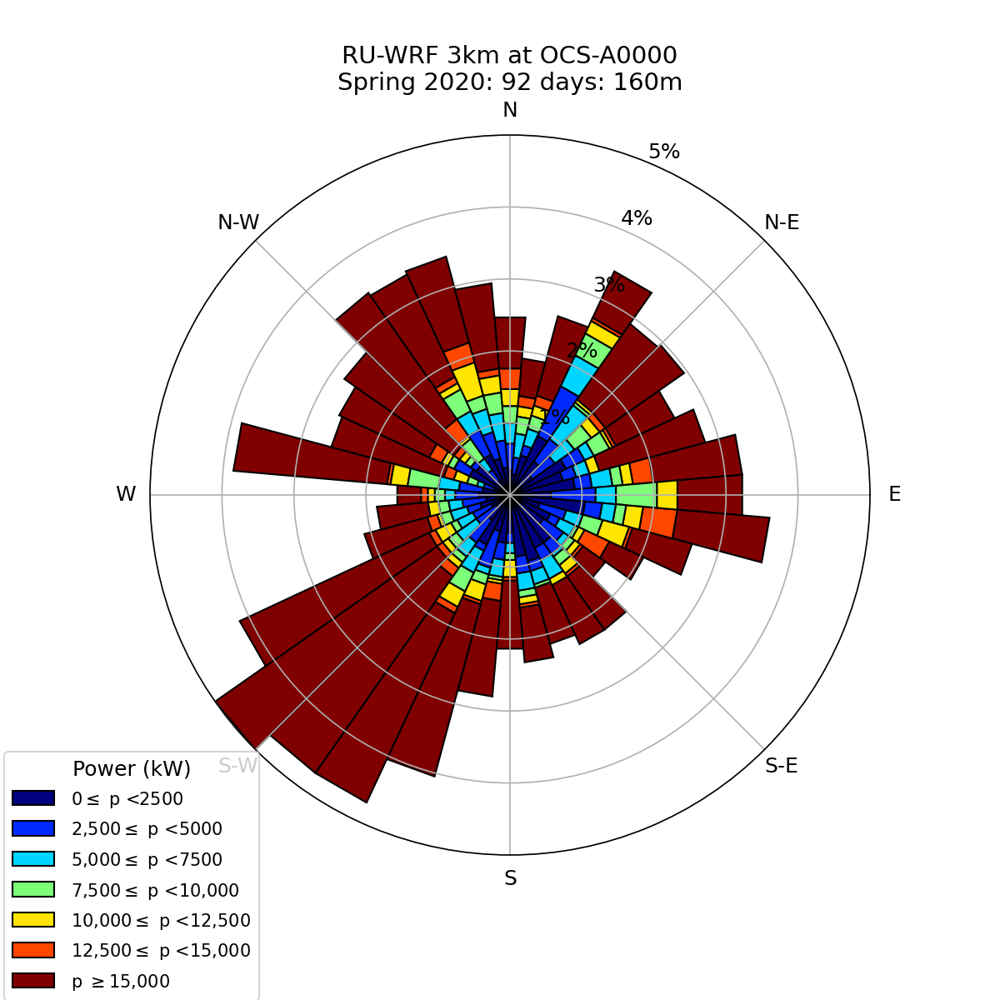 RU-WRF 3km at OCS-A0000
Spring 2020: 92 days: 160m
N
5%
N-W
4%
N-E
3%
2%
1%
W
E
S-W
S-E
S
Power (kW)
0≤ p <2500
2,500≤ p <5000
5,000≤ p <7500
7,500≤ p <10,000
10,000≤ p <12,500
12,500≤ p <15,000
p ≥15,000